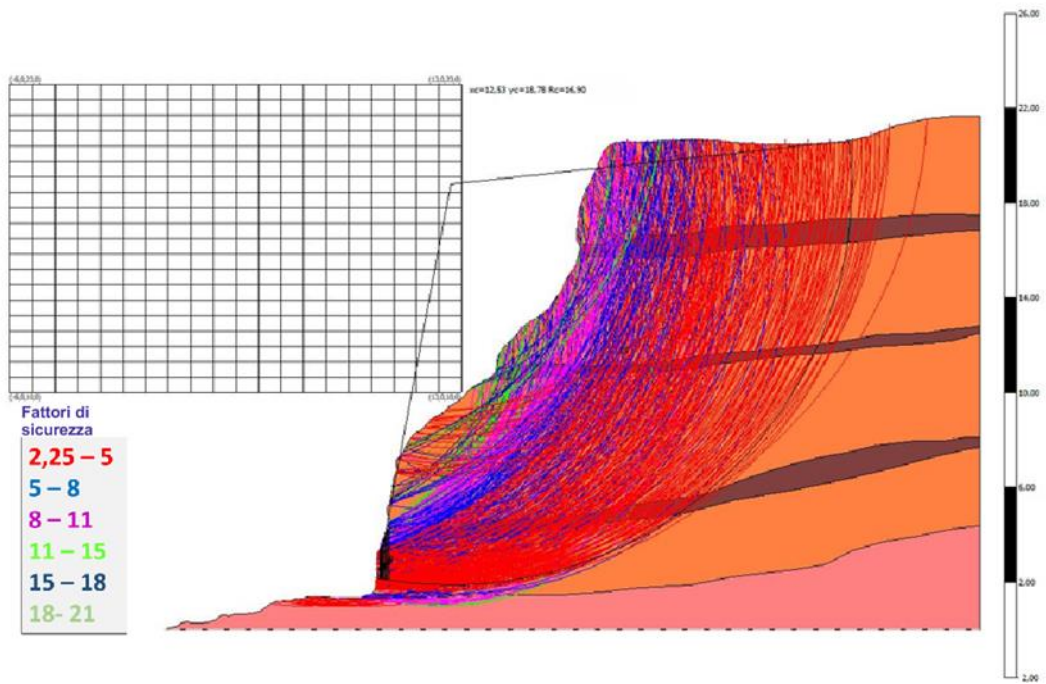 26.00
xc=12,53 yc=18,78 Rc=16,90
22.00
18.00
14.00
10.00
Fattori di
sicurezza
2,25 – 5
5 – 8
6.00
8 – 11
11 – 15
15 – 18
2.00
18- 21
2.00